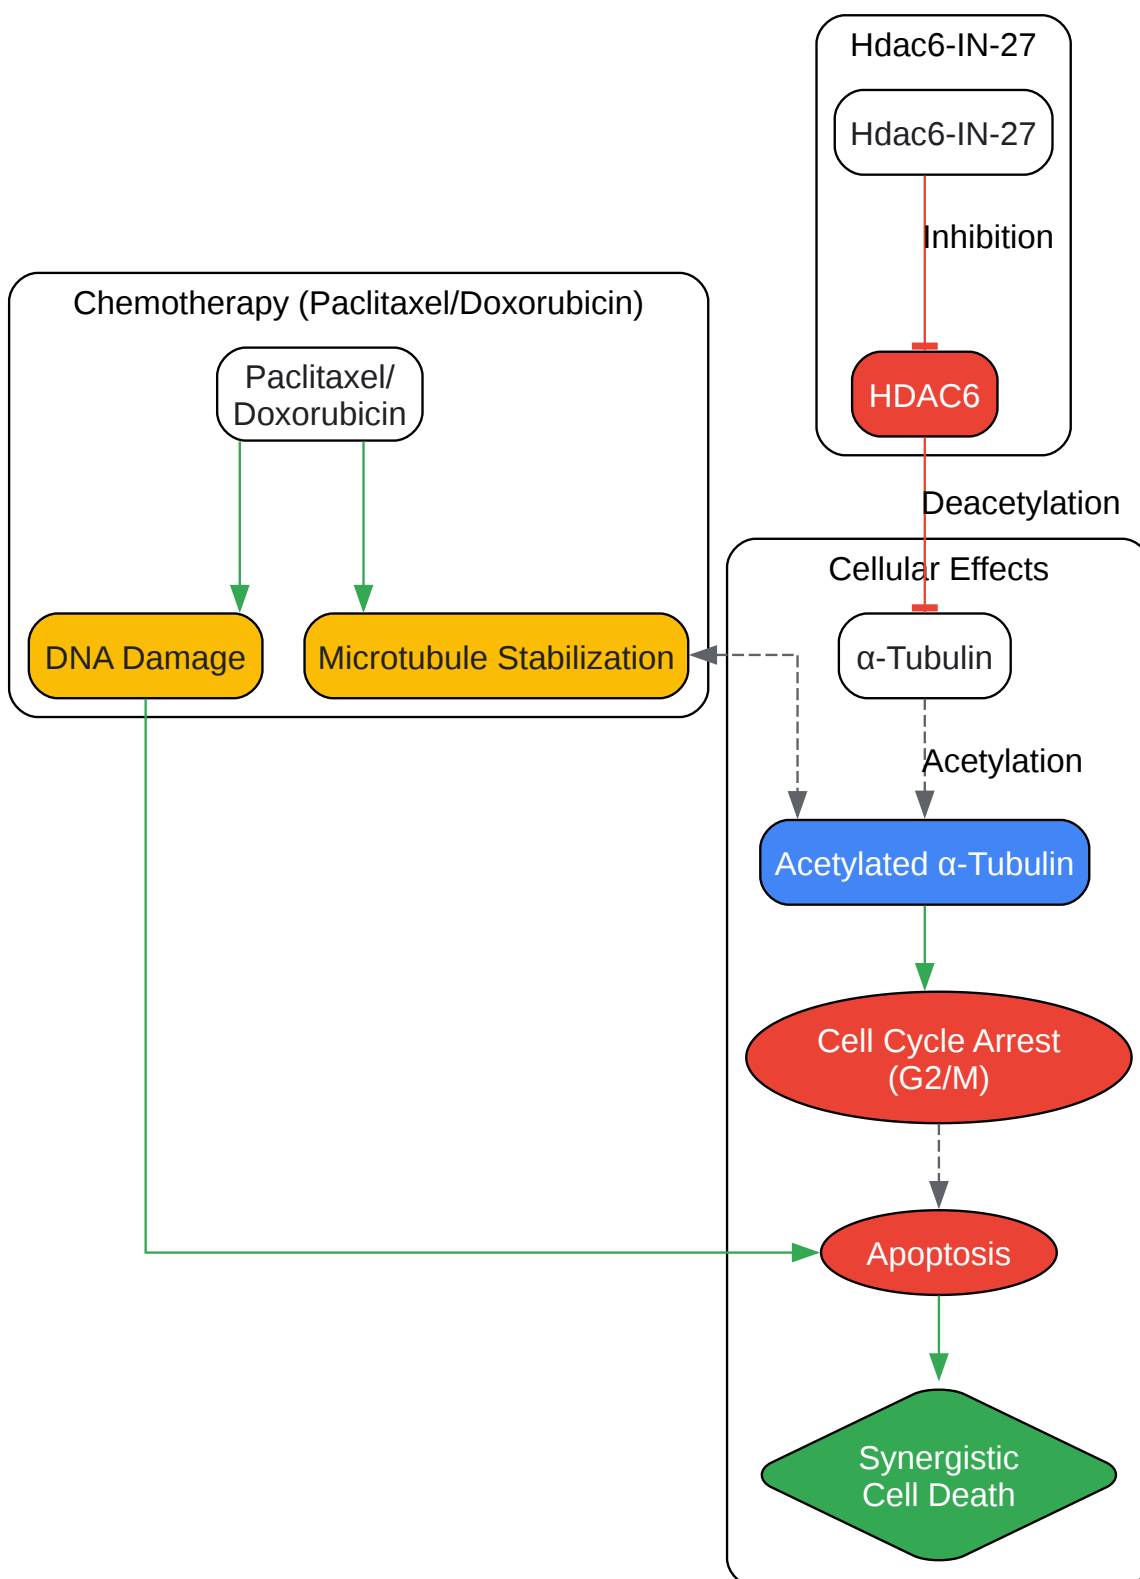 Hdac6-IN-27
Hdac6-IN-27
Inhibition
HDAC6
Deacetylation
Chemotherapy (Paclitaxel/Doxorubicin)
Paclitaxel/
Doxorubicin
DNA Damage
Microtubule Stabilization
Cellular Effects
α-Tubulin
Acetylation
Acetylated α-Tubulin
Cell Cycle Arrest
(G2/M)
Apoptosis
Synergistic
Cell Death